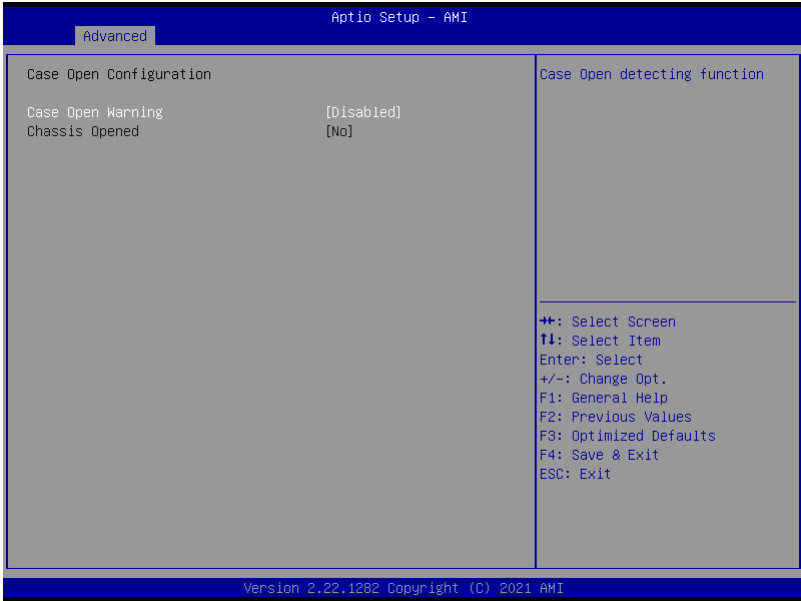 Aptio Setup – AMI
Advanced
Case Open Configuration
Case Open Warning [Disabled]
Chassis Opened [No]
Case Open detecting function
→←: Select Screen
↑↓: Select Item
Enter: Select
+/-: Change Opt.
F1: General Help
F2: Previous Values
F3: Optimized Defaults
F4: Save & Exit
ESC: Exit
Version 2.22.1282 Copyright (C) 2021 AMI